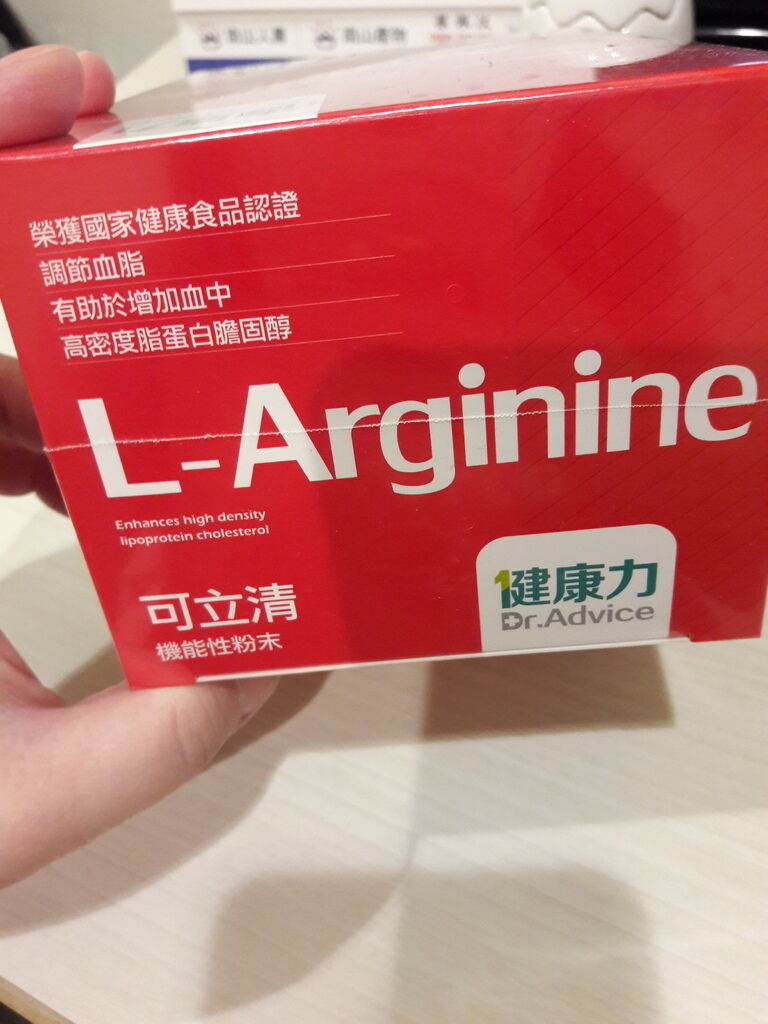 榮獲國家健康食品認證
調節血脂
有助於增加血中
高密度脂蛋白膽固醇
L-Arginine
Enhances high density
lipoprotein cholesterol
可立清
機能性粉末
健康力
Dr.Advice